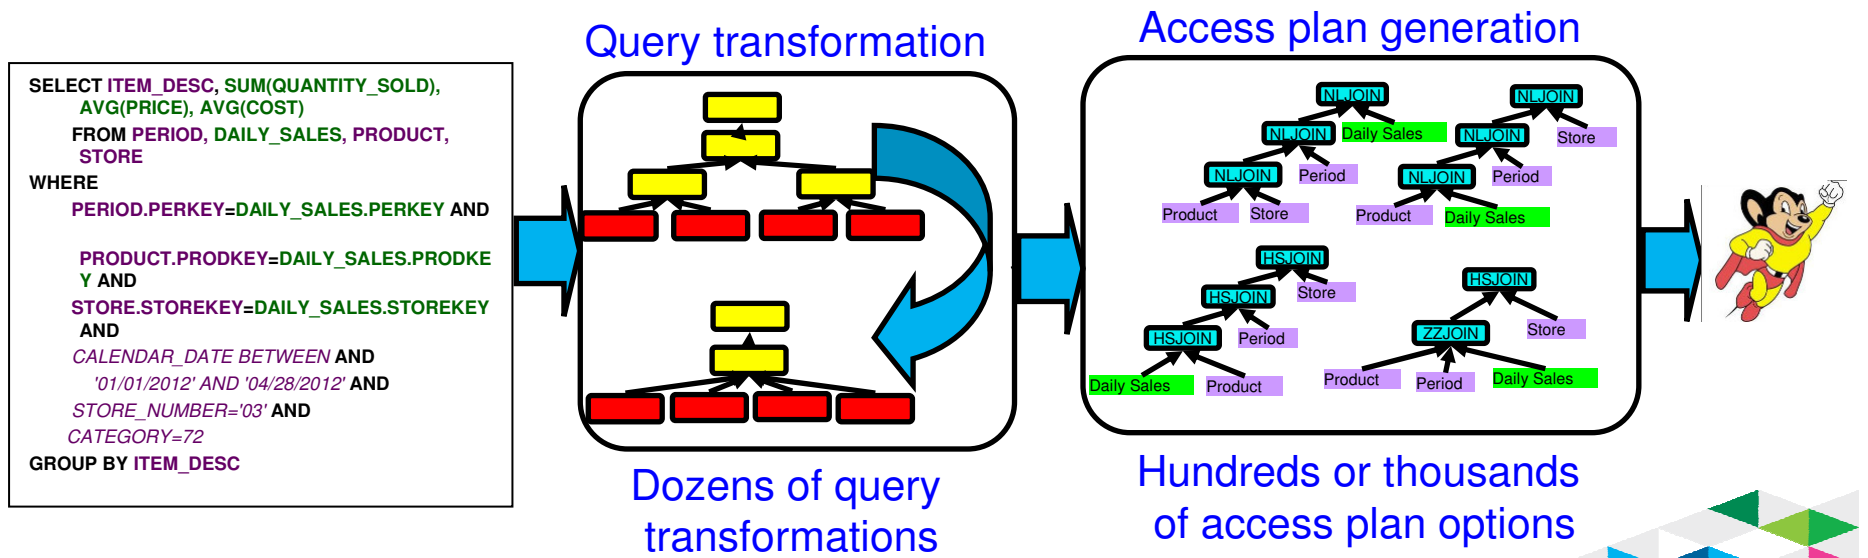 Query transformation
Access plan generation
SELECT ITEM_DESC, SUM(QUANTITY_SOLD),
AVG(PRICE), AVG(COST)
FROM PERIOD, DAILY_SALES, PRODUCT,
STORE
WHERE
PERIOD.PERKEY=DAILY_SALES.PERKEY AND
PRODUCT.PRODKEY=DAILY_SALES.PRODKE
Y AND
STORE.STOREKEY=DAILY_SALES.STOREKEY
AND
CALENDAR_DATE BETWEEN AND
'01/01/2012' AND '04/28/2012' AND
STORE_NUMBER='03' AND
CATEGORY=72
GROUP BY ITEM_DESC
NLJOIN
NLJOIN
Daily Sales
NLJOIN
Period
Product
Store
NLJOIN
NLJOIN
Store
NLJOIN
Period
Product
Daily Sales
HSJOIN
HSJOIN
Store
HSJOIN
Period
Daily Sales
Product
HSJOIN
ZZJOIN
Store
Product
Period
Daily Sales
Dozens of query
transformations
Hundreds or thousands
of access plan options